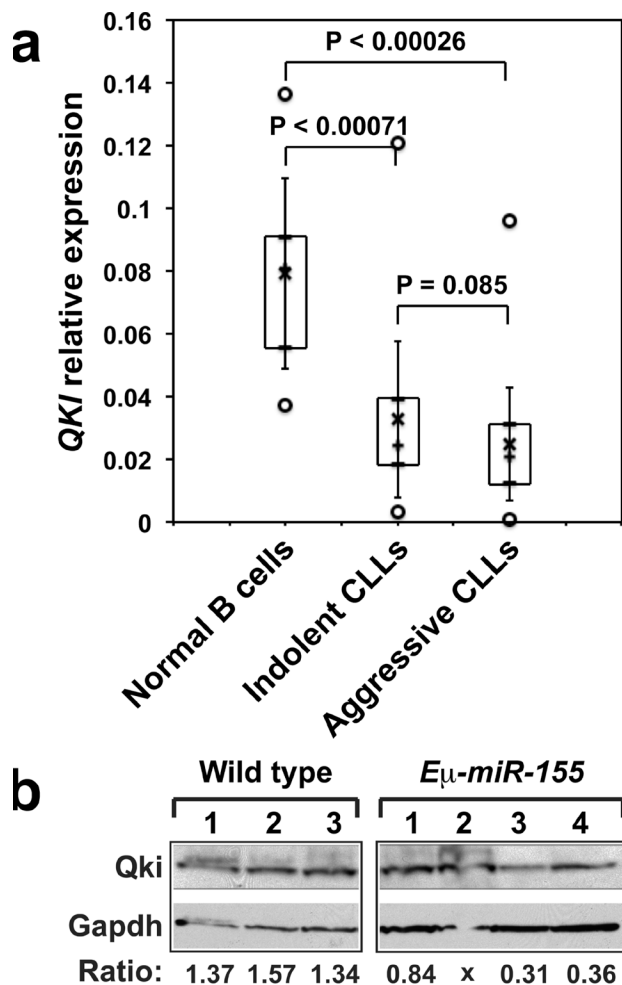 a
0.16
0.14
0.12
0.1
0.08
0.06
0.04
0.02
0
QKI relative expression
P < 0.00026
P < 0.00071
P = 0.085
Normal B cells
Indolent CLLs
Aggressive CLLs
b
Wild type
Eμ-miR-155
1 2 3 1 2 3 4
Qki
Gapdh
Ratio: 1.37 1.57 1.34 0.84 x 0.31 0.36